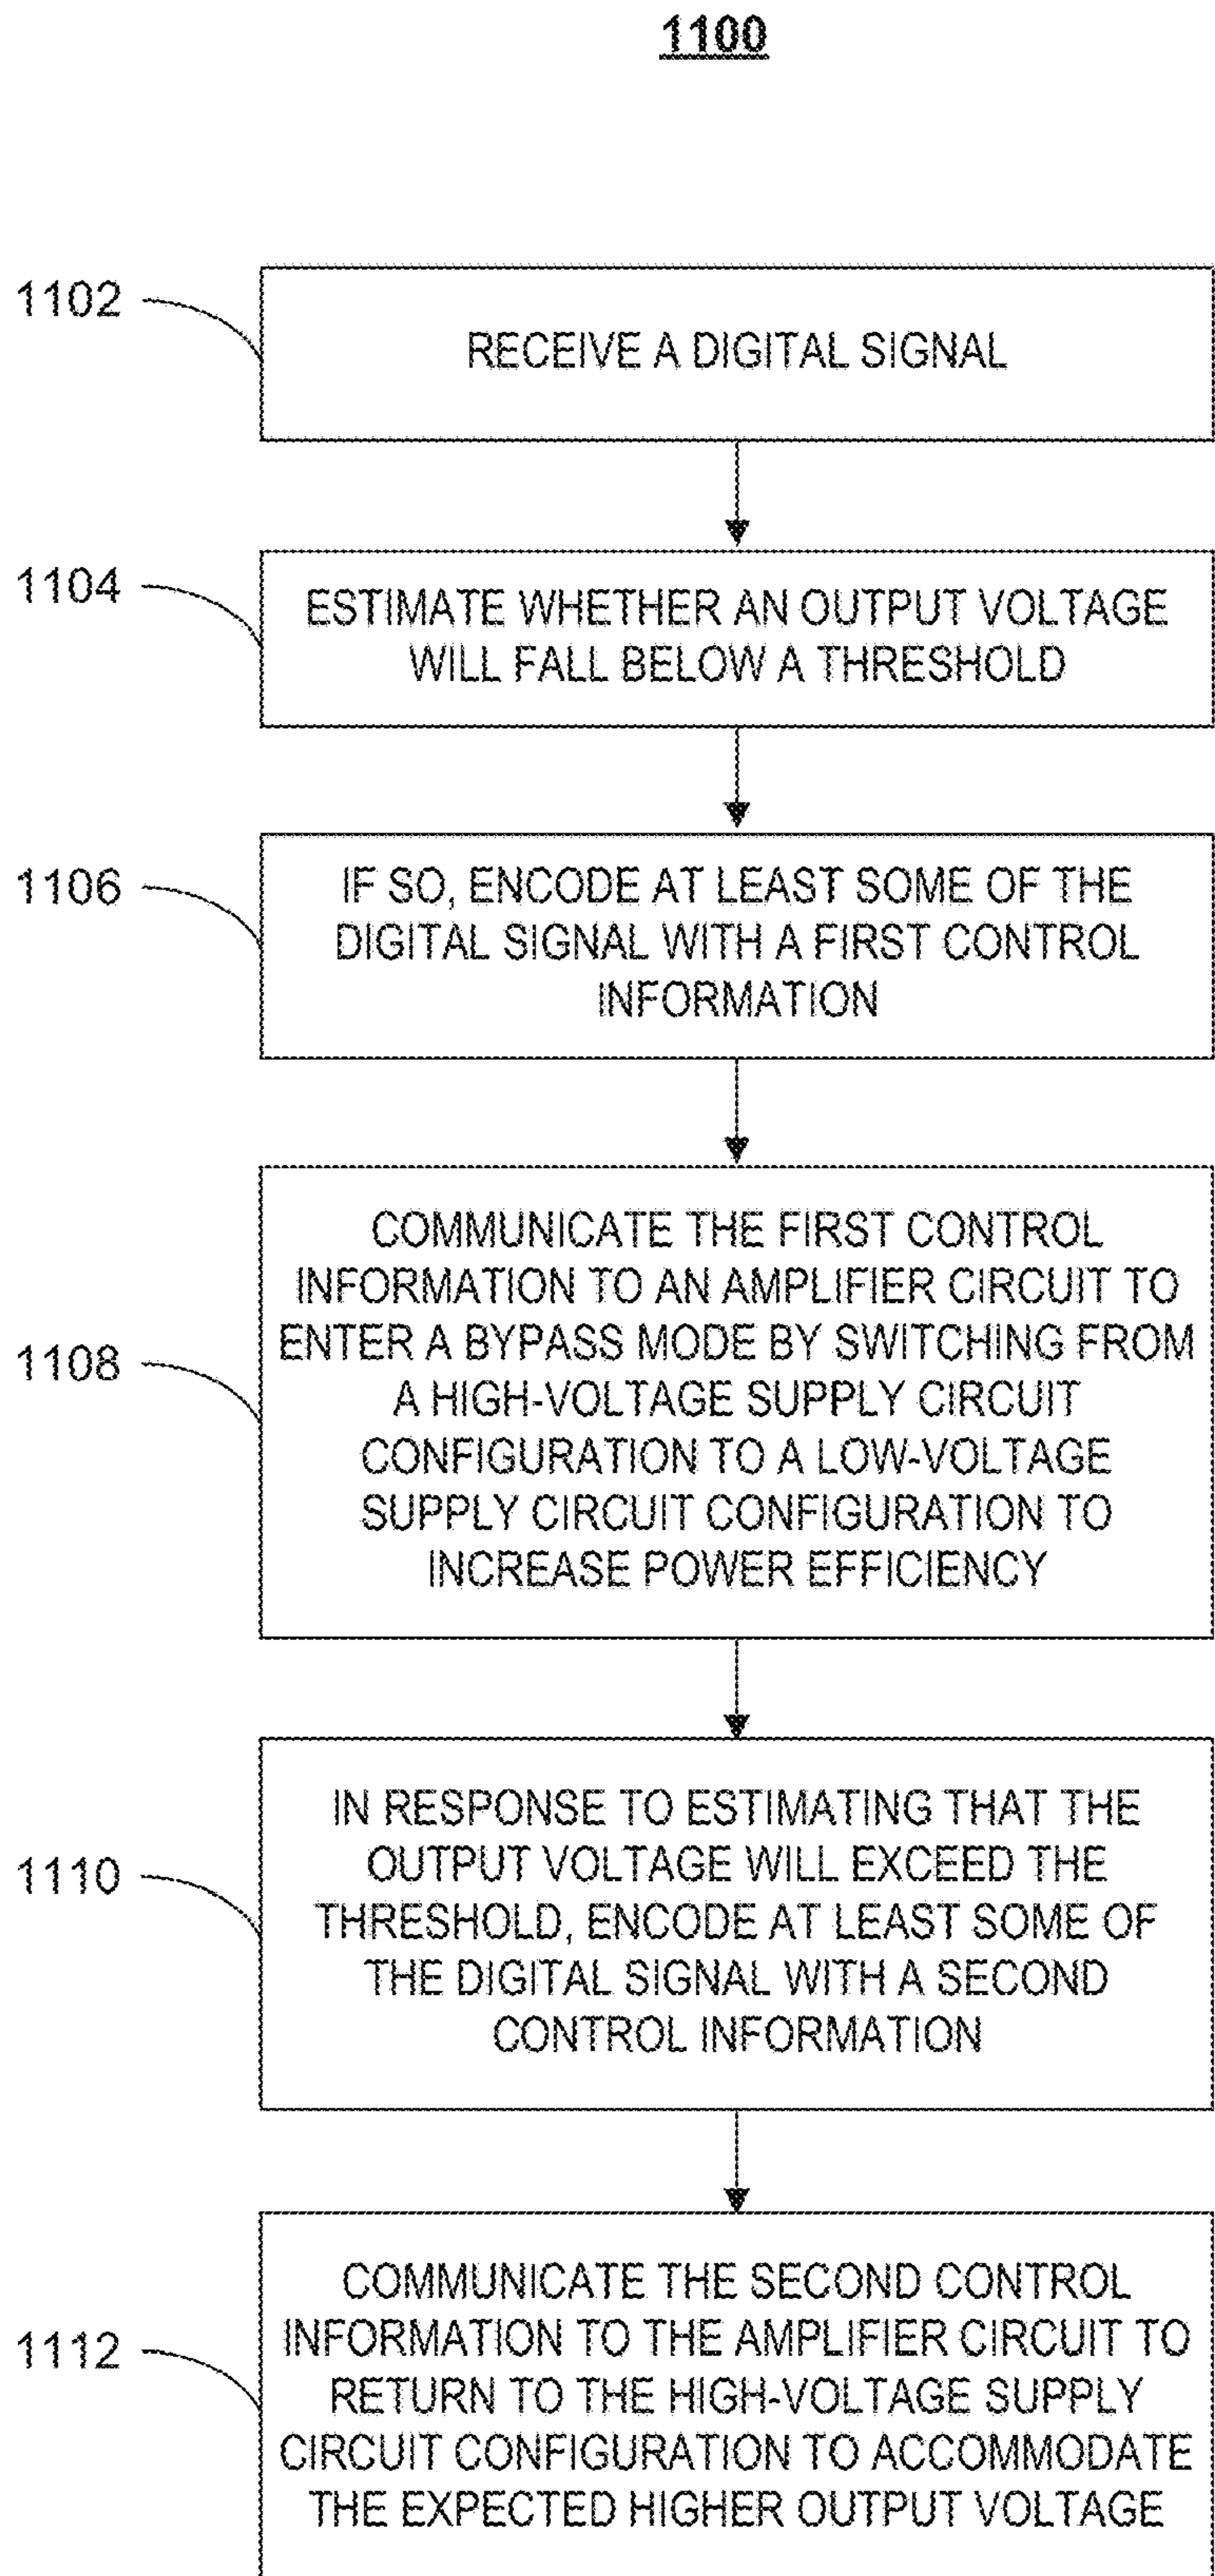 1100
1102
RECEIVE A DIGITAL SIGNAL
1104
ESTIMATE WHETHER AN OUTPUT VOLTAGE
WILL FALL BELOW A THRESHOLD
1106
IF SO, ENCODE AT LEAST SOME OF THE
DIGITAL SIGNAL WITH A FIRST CONTROL
INFORMATION
1108
COMMUNICATE THE FIRST CONTROL
INFORMATION TO AN AMPLIFIER CIRCUIT TO
ENTER A BYPASS MODE BY SWITCHING FROM
A HIGH-VOLTAGE SUPPLY CIRCUIT
CONFIGURATION TO A LOW-VOLTAGE
SUPPLY CIRCUIT CONFIGURATION TO
INCREASE POWER EFFICIENCY
1110
IN RESPONSE TO ESTIMATING THAT THE
OUTPUT VOLTAGE WILL EXCEED THE
THRESHOLD, ENCODE AT LEAST SOME OF
THE DIGITAL SIGNAL WITH A SECOND
CONTROL INFORMATION
1112
COMMUNICATE THE SECOND CONTROL
INFORMATION TO THE AMPLIFIER CIRCUIT TO
RETURN TO THE HIGH-VOLTAGE SUPPLY
CIRCUIT CONFIGURATION TO ACCOMMODATE
THE EXPECTED HIGHER OUTPUT VOLTAGE